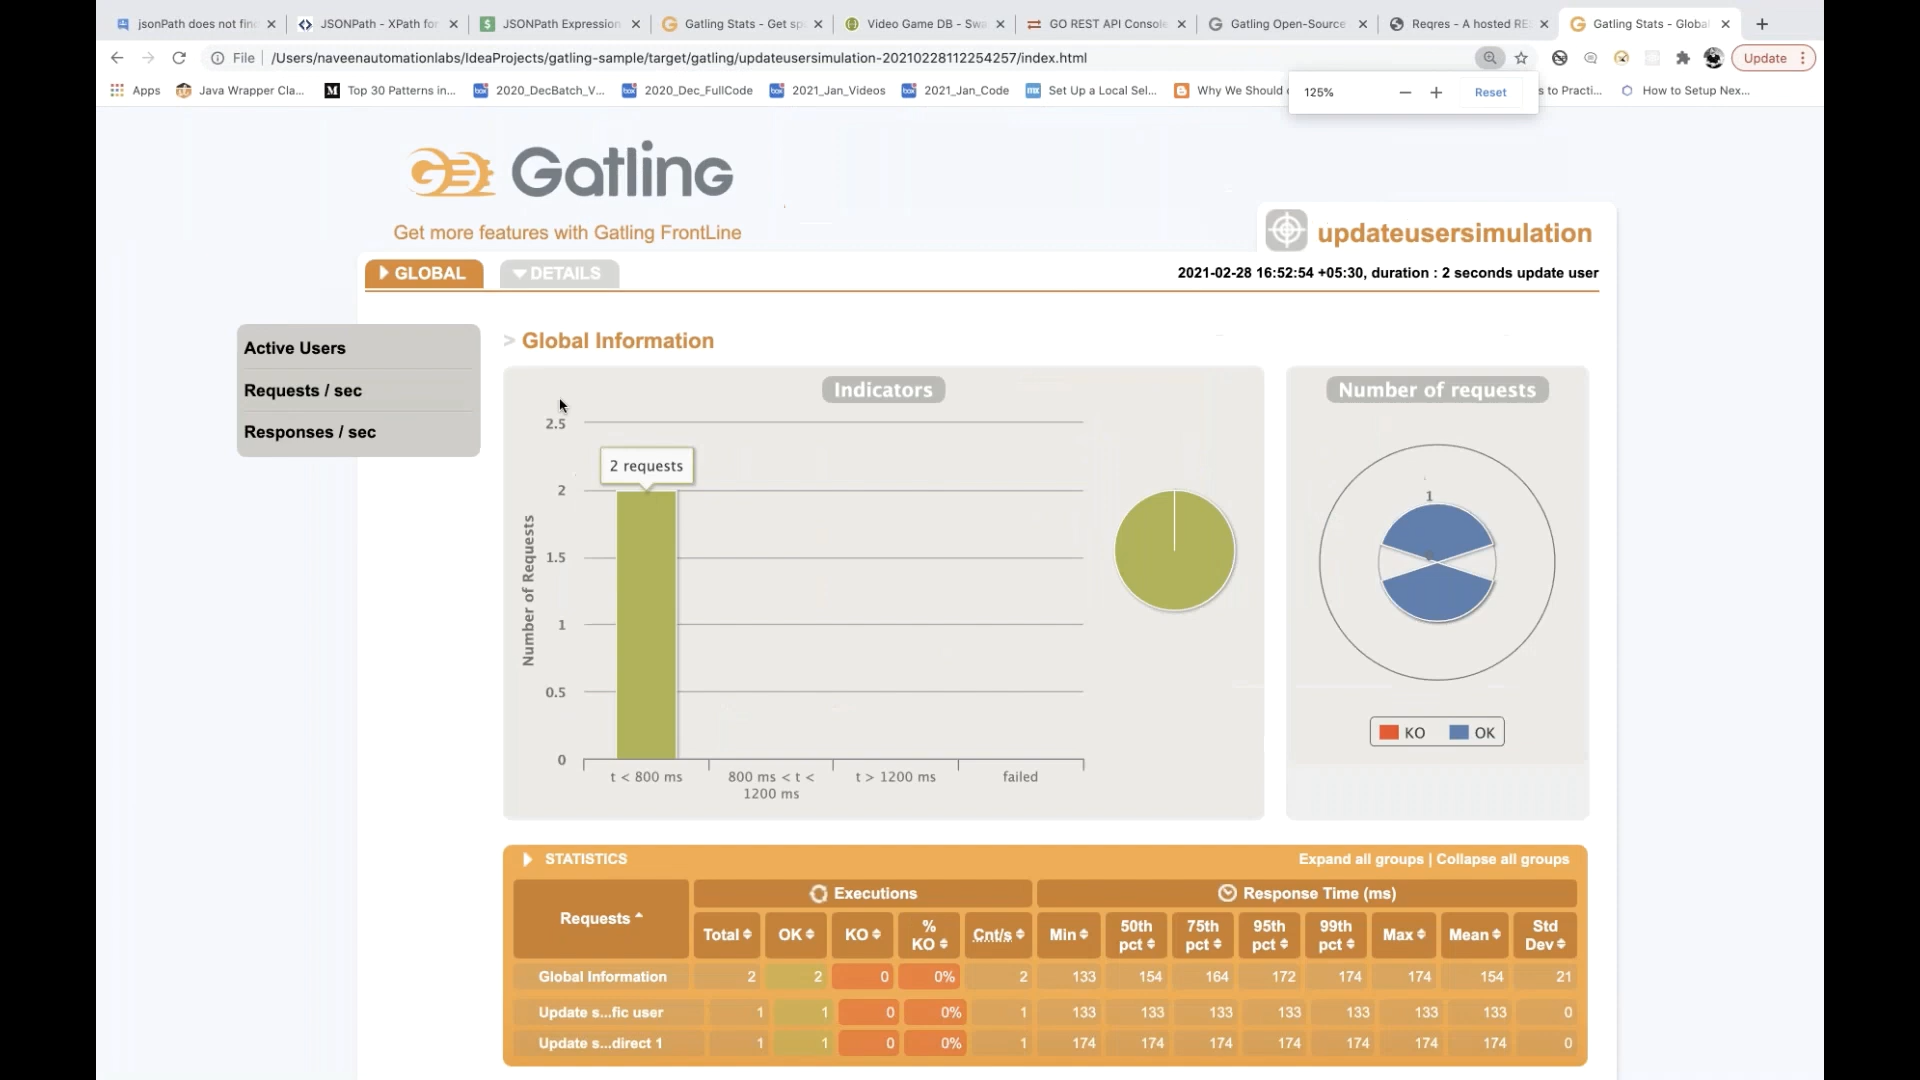 jsonPath does not fin
JSONPath - XPath for
JSONPath Expression
Gatling Stats - Get sp
Video Game DB - Swa
GO REST API Console
Gatling Open-Source
Reqres - A hosted RE
Gatling Stats - Global
File | /Users/naveenautomationlabs/IdeaProjects/gatling-sample/target/gatling/updateusersimulation-20210228112254257/index.html
Update
Apps
Java Wrapper Cla...
Top 30 Patterns in...
2020_DecBatch_V...
2020_Dec_FullCode
2021_Jan_Videos
2021_Jan_Code
Set Up a Local Sel...
Why We Should
s to Practi...
How to Setup Nex...
125%
Reset
Gatling
Get more features with Gatling FrontLine
updateusersimulation
GLOBAL
DETAILS
2021-02-28 16:52:54 +05:30, duration : 2 seconds update user
Active Users
Requests / sec
Responses / sec
> Global Information
Indicators
2.5
2
1.5
1
0.5
0
Number of Requests
2 requests
t < 800 ms
800 ms < t <
1200 ms
t > 1200 ms
failed
Number of requests
1
KO OK
STATISTICS
Expand all groups | Collapse all groups
Requests
Executions
Response Time (ms)
Total OK KO % KO Cnt/s Min 50th pct 75th pct 95th pct 99th pct Max Mean Std Dev
Global Information 2 2 0 0% 2 133 154 164 172 174 174 154 21
Update s...fic user 1 1 0 0% 1 133 133 133 133 133 133 133 0
Update s...direct 1 1 1 0 0% 1 174 174 174 174 174 174 174 0